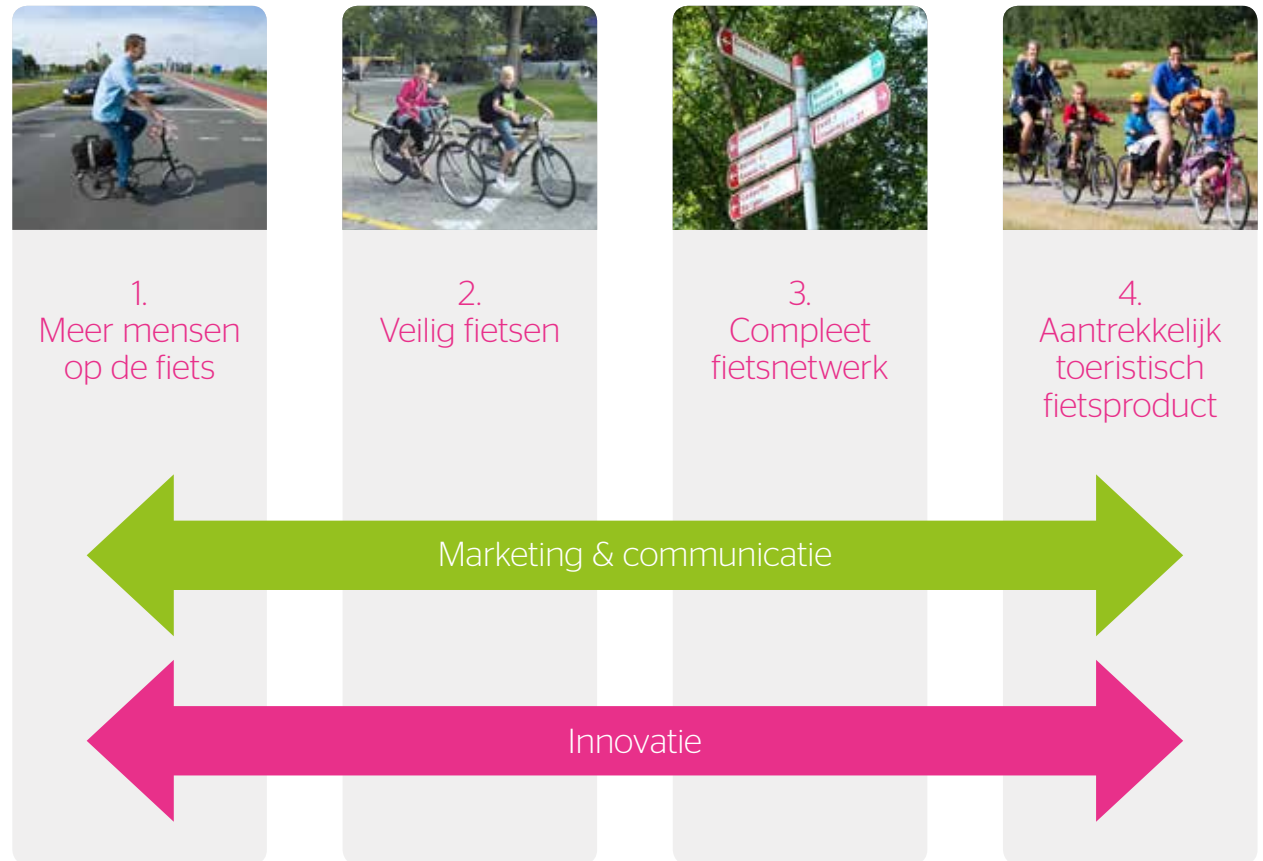 1.
Meer mensen
op de fiets
2.
Veilig fietsen
3.
Compleet
fietsnetwerk
4.
Aantrekkelijk
toeristisch
fietsproduct
Marketing & communicatie
Innovatie